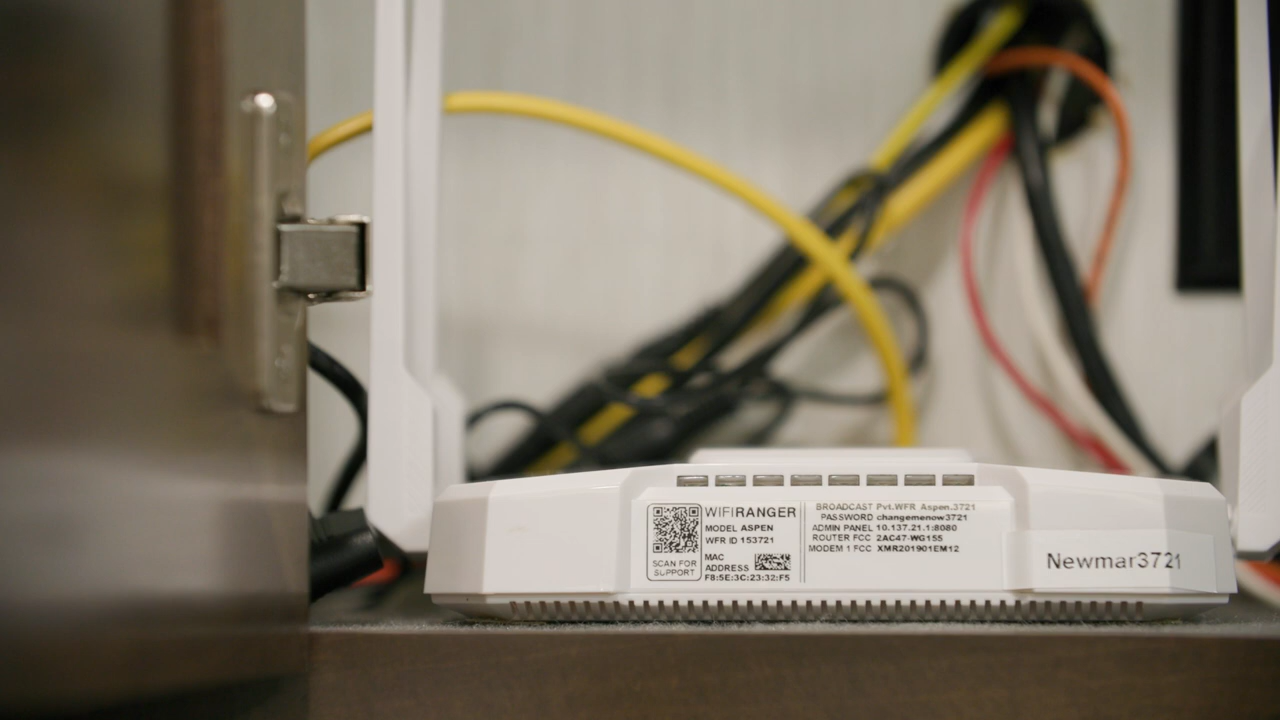 WIFIRANGER
MODEL ASPEN
WFR ID 153721
MAC
ADDRESS
F8:5E:3C:23:32:F5
SCAN FOR
SUPPORT
BROADCAST Pvt.WFR_Aspen.3721
PASSWORD changemenow3721
ADMIN PANEL 10.137.21.1:8080
ROUTER FCC 2AC47-WG155
MODEM 1 FCC XMR201901EM12
Newmar3721